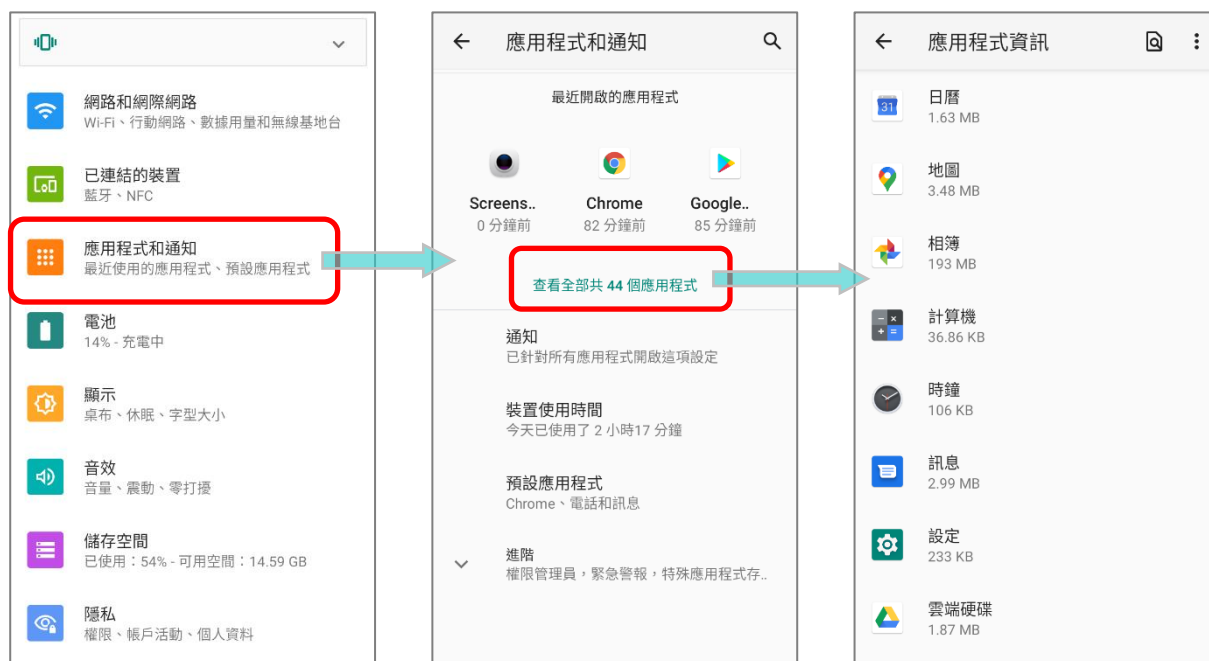 網路和網際網路
Wi-Fi、行動網路、數據用量和無線基地台
已連結的裝置
藍牙、NFC
應用程式和通知
最近使用的應用程式、預設應用程式
電池
14% - 充電中
顯示
桌布、休眠、字型大小
音效
音量、震動、零打擾
儲存空間
已使用：54% - 可用空間：14.59 GB
隱私
權限、帳戶活動、個人資料
應用程式和通知
最近開啟的應用程式
Screens.. Chrome Google..
0 分鐘前 82 分鐘前 85 分鐘前
查看全部共 44 個應用程式
通知
已針對所有應用程式開啟這項設定
裝置使用時間
今天已使用了 2 小時17 分鐘
預設應用程式
Chrome、電話和訊息
進階
權限管理員，緊急警報，特殊應用程式存..
應用程式資訊
31
日曆
1.63 MB
地圖
3.48 MB
相簿
193 MB
計算機
36.86 KB
時鐘
106 KB
訊息
2.99 MB
設定
233 KB
雲端硬碟
1.87 MB